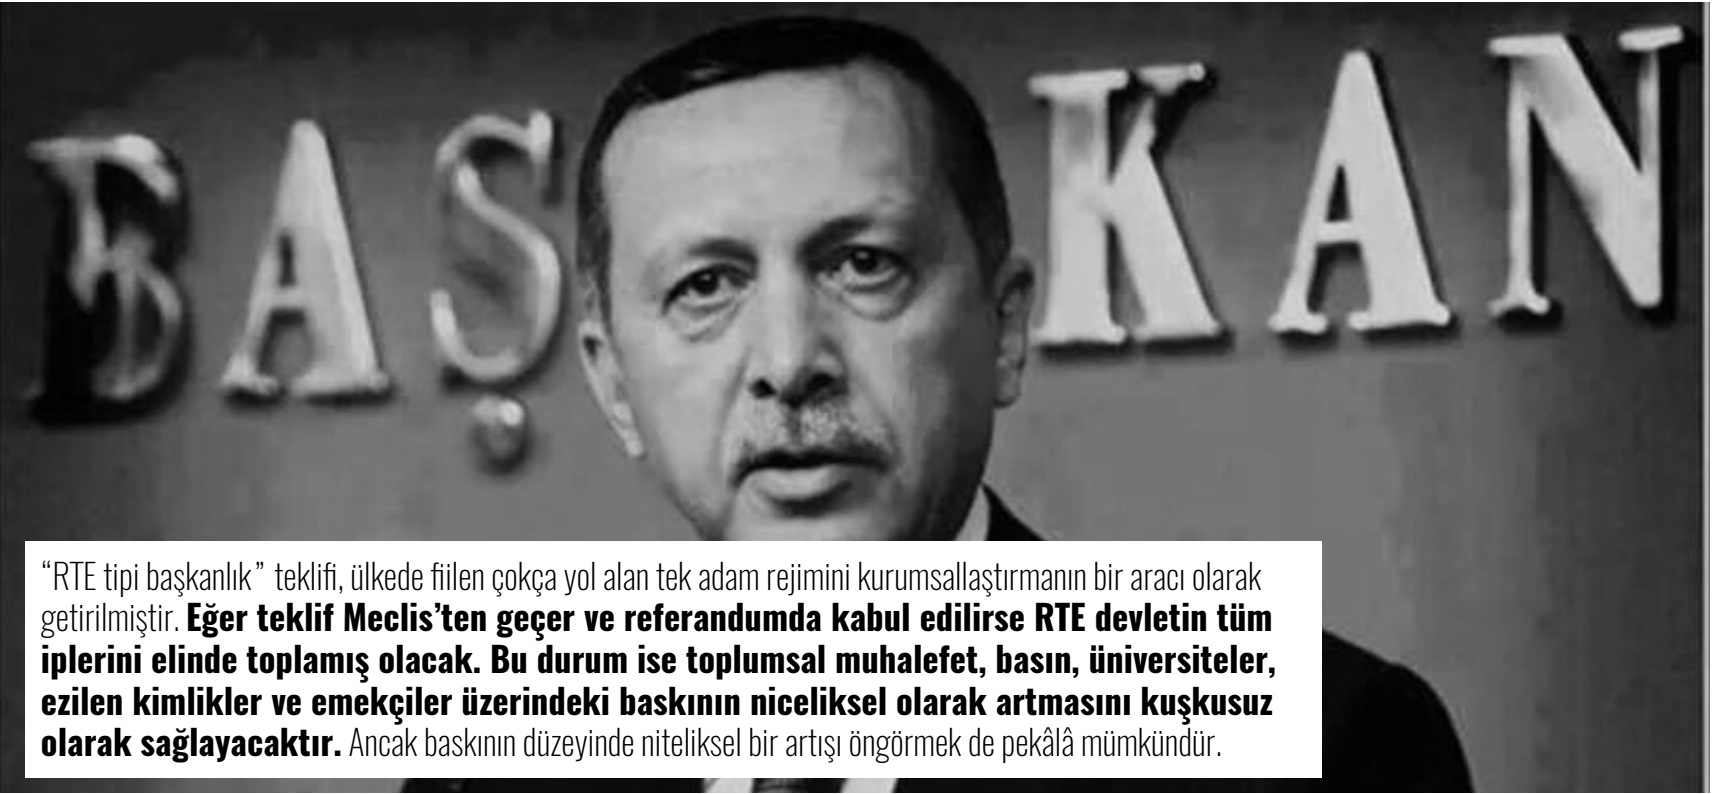 BAŞKAN
“RTE tipi başkanlık” teklifi, ülkede fiilen çokça yol alan tek adam rejimini kurumsallaştırmanın bir aracı olarak
getirilmiştir. Eğer teklif Meclis’ten geçer ve referandumda kabul edilirse RTE devletin tüm
iplerini elinde toplamış olacak. Bu durum ise toplumsal muhalefet, basın, üniversiteler,
ezilen kimlikler ve emekçiler üzerindeki baskının niceliksel olarak artmasını kuşkusuz
olarak sağlayacaktır. Ancak baskının düzeyinde niteliksel bir artışı öngörmek de pekâlâ mümkündür.